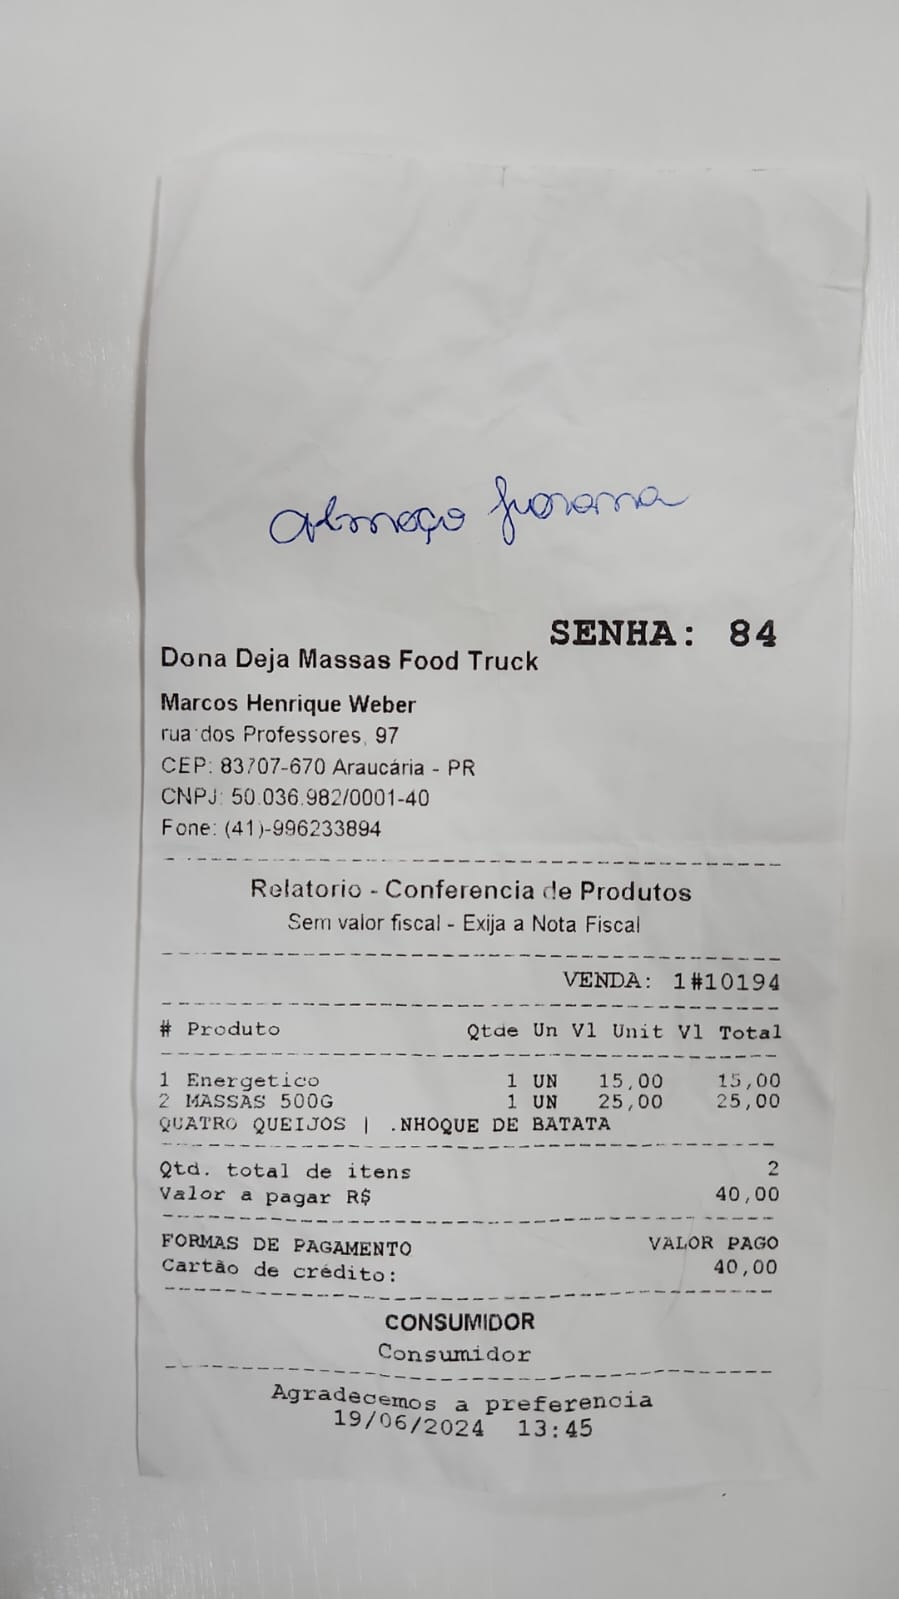 Almoço
SENHA: 84
Dona Deja Massas Food Truck
Marcos Henrique Weber
rua dos Professores, 97
CEP: 83707-670 Araucária - PR
CNPJ: 50.036.982/0001-40
Fone: (41)-996233894
Relatorio - Conferencia de Produtos
Sem valor fiscal - Exija a Nota Fiscal
VENDA: 1#10194
# Produto Qtde Un Vl Unit Vl Total
1 Energetico 1 UN 15,00 15,00
2 MASSAS 500G 1 UN 25,00 25,00
QUATRO QUEIJOS | .NHOQUE DE BATATA
Qtd. total de itens 2
Valor a pagar R$ 40,00
FORMAS DE PAGAMENTO VALOR PAGO
Cartão de crédito: 40,00
CONSUMIDOR
Consumidor
Agradecemos a preferencia
19/06/2024 13:45